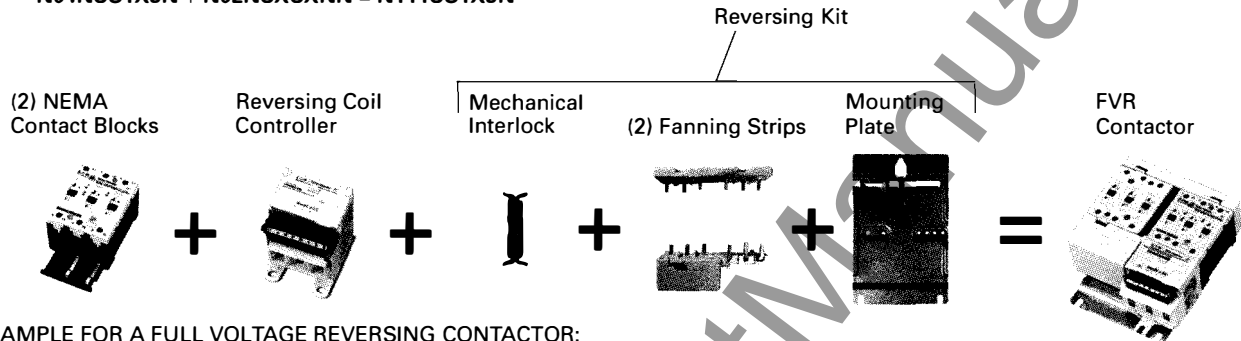 Reversing Kit
(2) NEMA
Contact Blocks
Reversing Coil
Controller
Mechanical
Interlock
(2) Fanning Strips
Mounting
Plate
FVR
Contactor
+ + + + =
AMPLE FOR A FULL VOLTAGE REVERSING CONTACTOR: